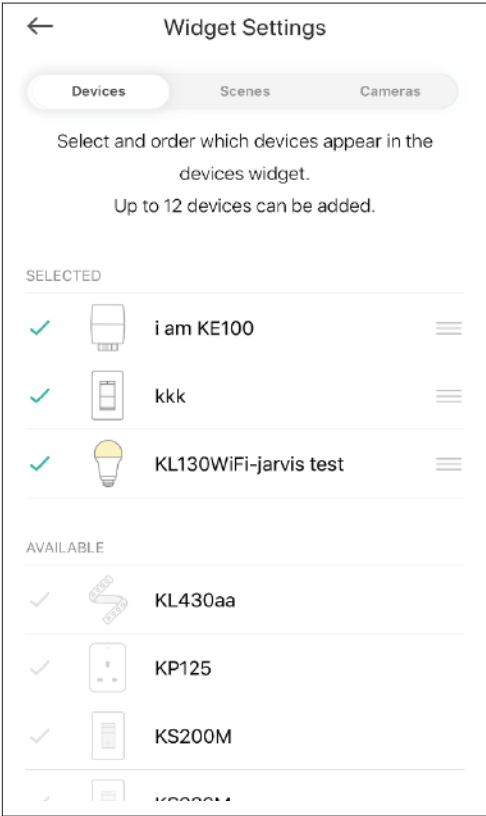 Widget Settings
Devices Scenes Cameras
Select and order which devices appear in the
devices widget.
Up to 12 devices can be added.
SELECTED
i am KE100
kkk
KL130WiFi-jarvis test
AVAILABLE
KL430aa
KP125
KS200M